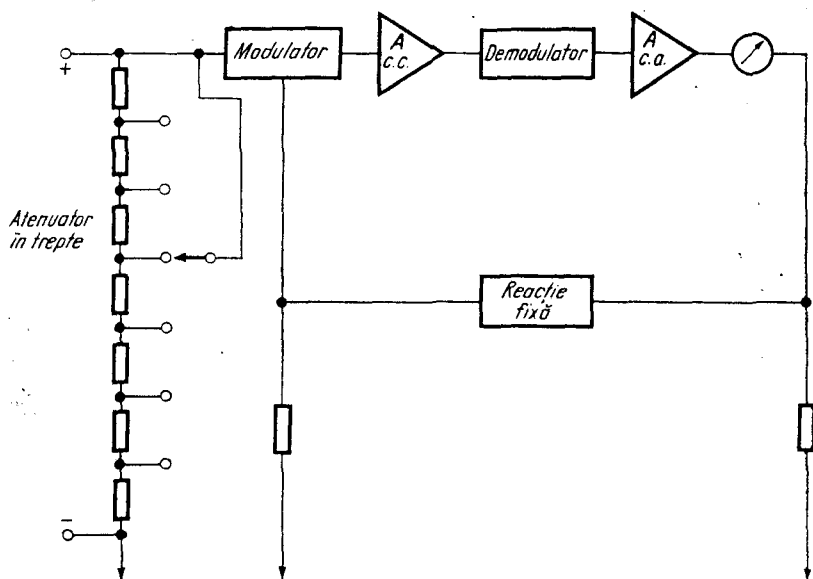 +
Modulator
A
c.c.
Demodulator
A
c.a.
Atenuator
în trepte
Reacție
fixă
−